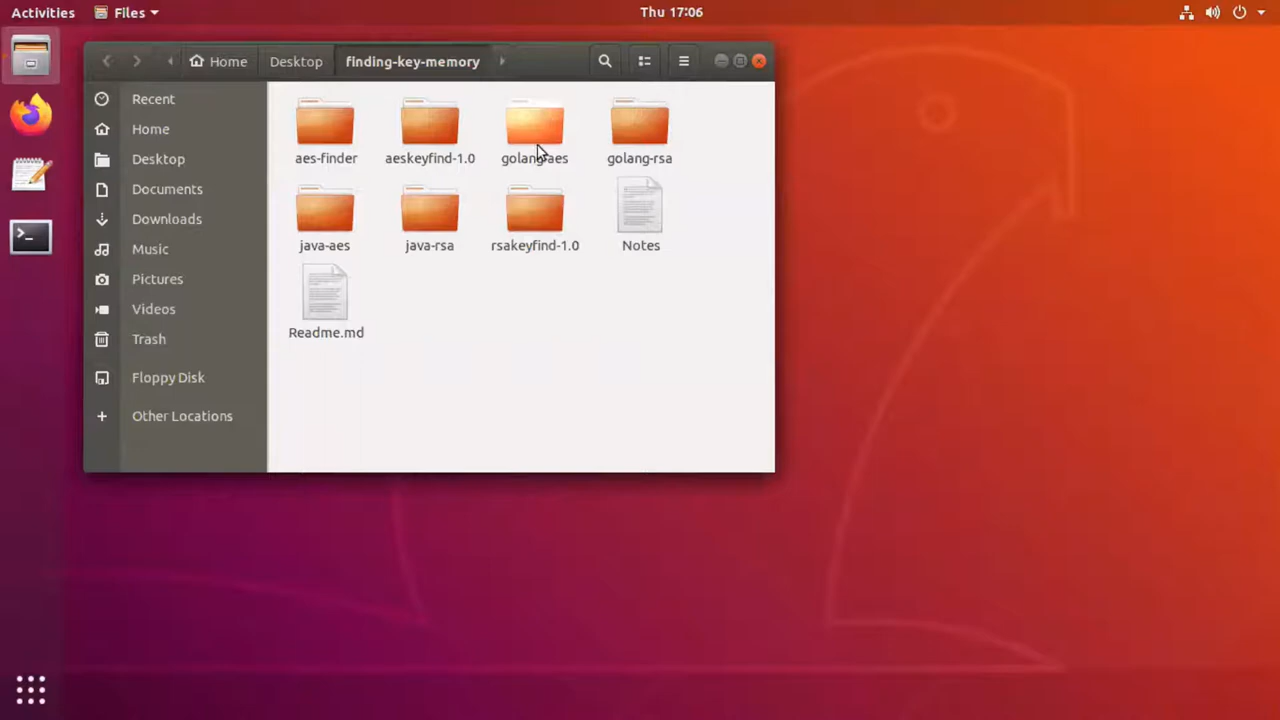 Activities Files Thu 17:06
Home Desktop finding-key-memory
Recent
Home
Desktop
Documents
Downloads
Music
Pictures
Videos
Trash
Floppy Disk
Other Locations
aes-finder aeskeyfind-1.0 golang-aes golang-rsa
java-aes java-rsa rsakeyfind-1.0 Notes
Readme.md